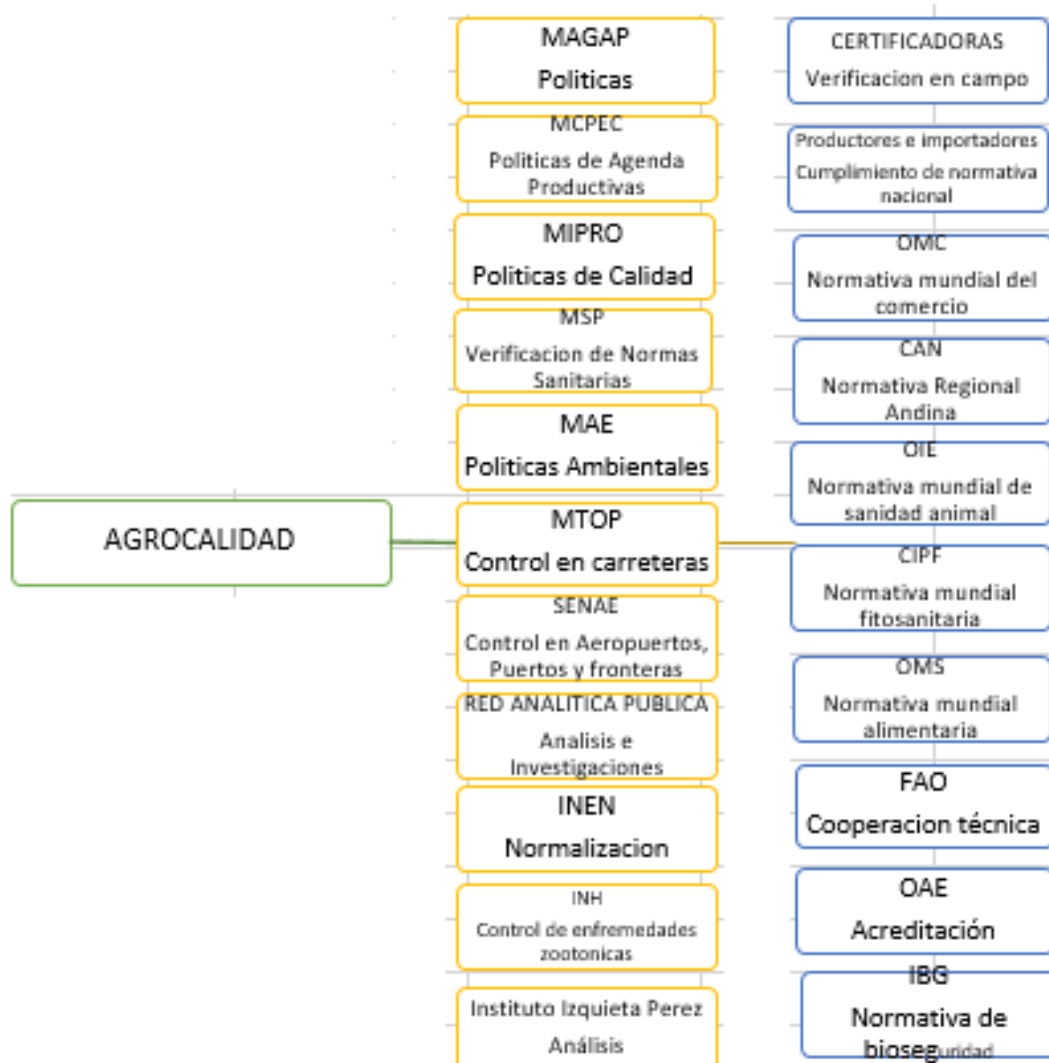 AGROCALIDAD
MAGAP
Politicas
MCPEC
Politicas de Agenda
Productivas
MIPRO
Politicas de Calidad
MSP
Verificacion de Normas
Sanitarias
MAE
Politicas Ambientales
MTOP
Control en carreteras
SENAE
Control en Aeropuertos,
Puertos y fronteras
RED ANALITICA PUBLICA
Analisis e
Investigaciones
INEN
Normalizacion
INH
Control de enfremedades
zootonicas
Instituto Izquieta Perez
Análisis
CERTIFICADORAS
Verificacion en campo
Productores e importadores
Cumplimiento de normativa
nacional
OMC
Normativa mundial del
comercio
CAN
Normativa Regional
Andina
OIE
Normativa mundial de
sanidad animal
CIPF
Normativa mundial
fitosanitaria
OMS
Normativa mundial
alimentaria
FAO
Cooperacion técnica
OAE
Acreditación
IBG
Normativa de
bioseguridad